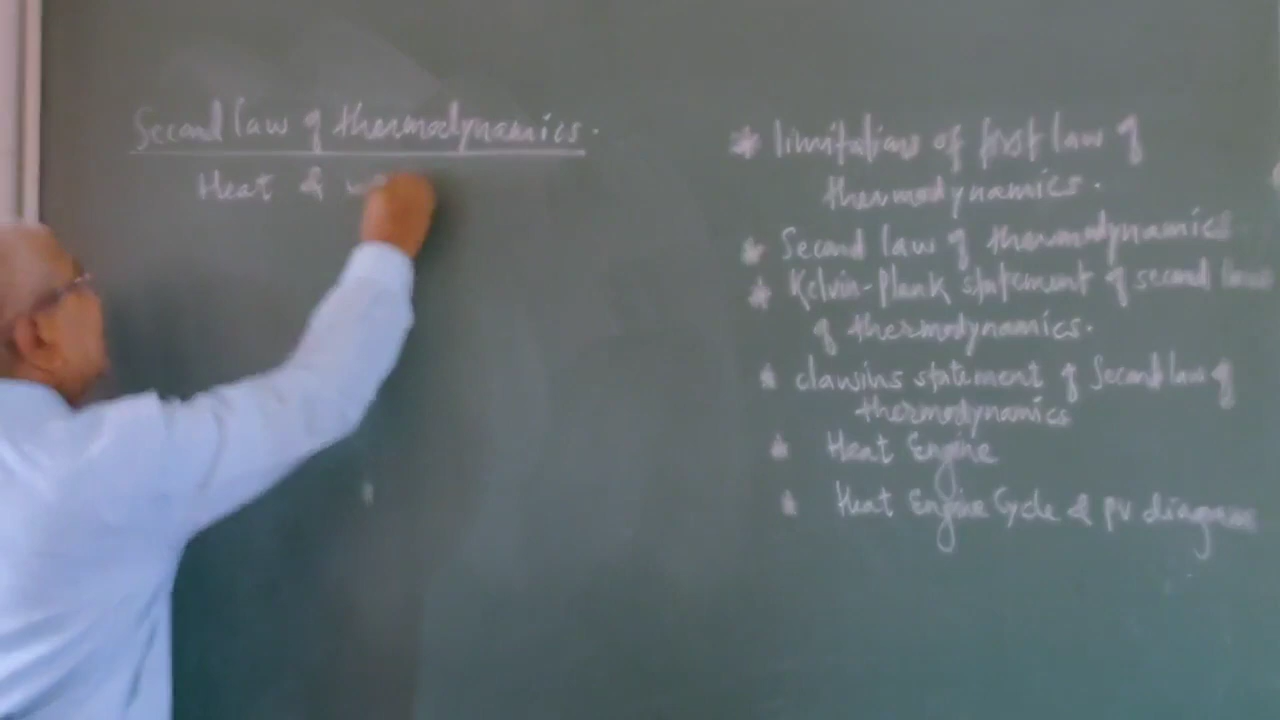 Second law of thermodynamics.
Heat &
* limitations of first law of
thermodynamics.
* Second law of thermodynamics
* Kelvin-Plank statement of second law
of thermodynamics.
* clawins statement of Second law of
thermodynamics
* Heat Engine
* Heat Engine Cycle & PV diagram